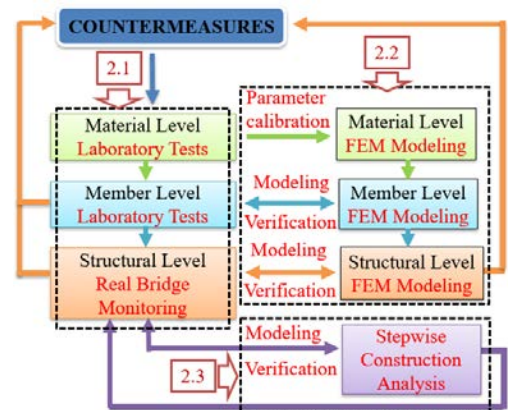 COUNTERMEASURES
2.1
2.2
Material Level
Laboratory Tests
Parameter
calibration
Material Level
FEM Modeling
Member Level
Laboratory Tests
Modeling
Verification
Member Level
FEM Modeling
Structural Level
Real Bridge
Monitoring
Modeling
Verification
Structural Level
FEM Modeling
2.3
Modeling
Verification
Stepwise
Construction
Analysis